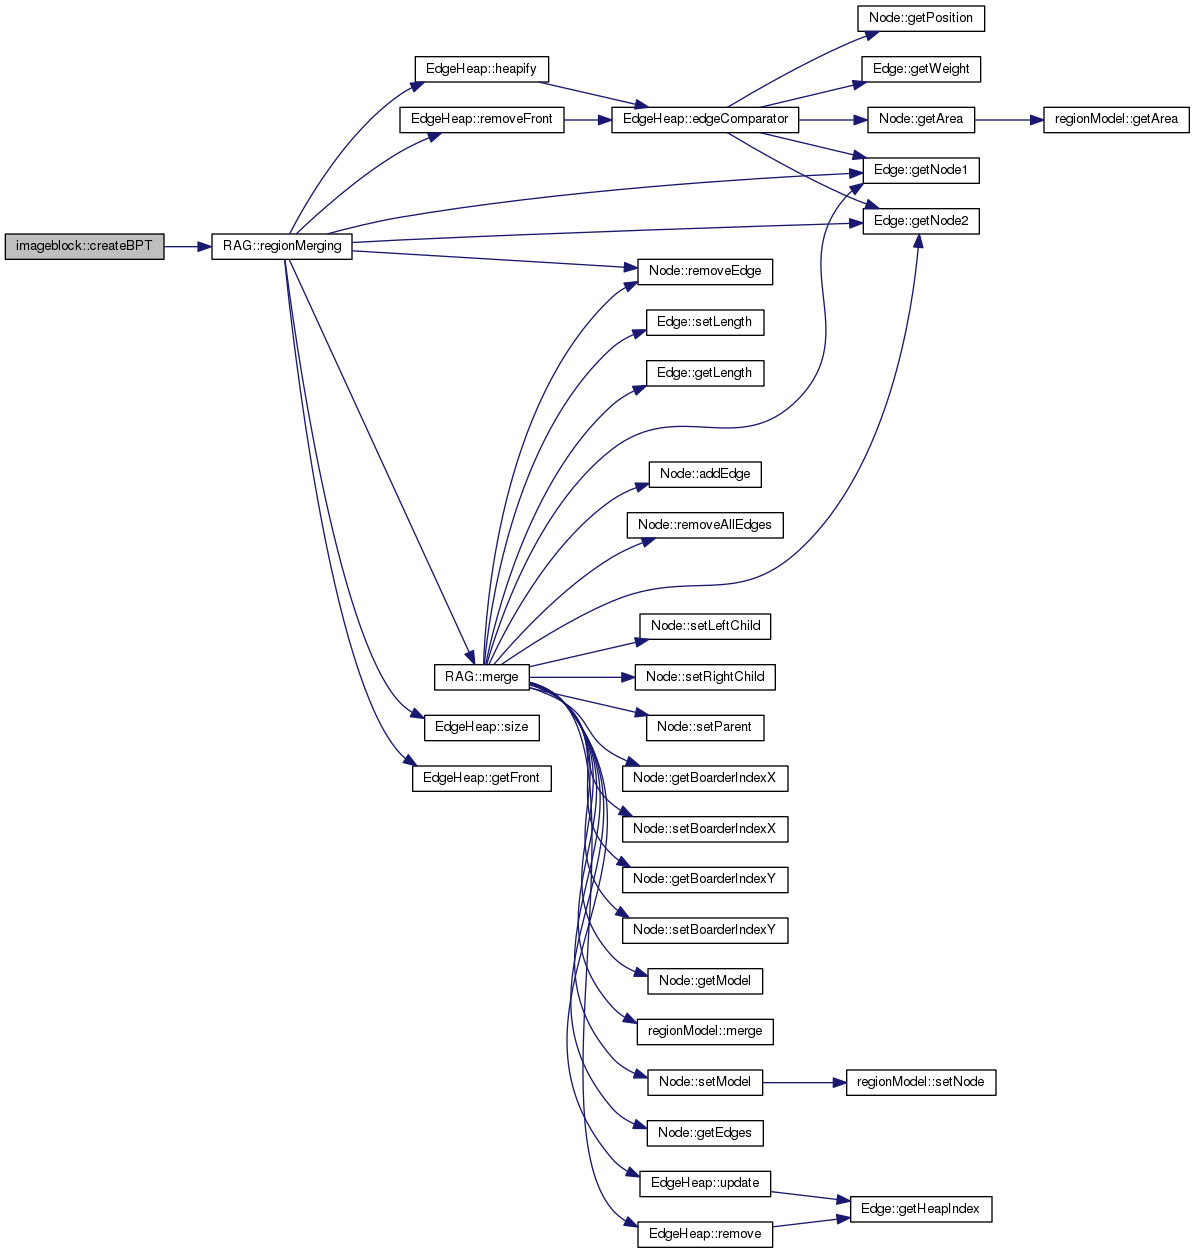 Node::getPosition
EdgeHeap::heapify
Edge::getWeight
EdgeHeap::removeFront
EdgeHeap::edgeComparator
Node::getArea
regionModel::getArea
Edge::getNode1
Edge::getNode2
imageblock::createBPT
RAG::regionMerging
Node::removeEdge
Edge::setLength
Edge::getLength
Node::addEdge
Node::removeAllEdges
Node::setLeftChild
RAG::merge
Node::setRightChild
EdgeHeap::size
Node::setParent
EdgeHeap::getFront
Node::getBoarderIndexX
Node::setBoarderIndexX
Node::getBoarderIndexY
Node::setBoarderIndexY
Node::getModel
regionModel::merge
Node::setModel
regionModel::setNode
Node::getEdges
EdgeHeap::update
Edge::getHeapIndex
EdgeHeap::remove